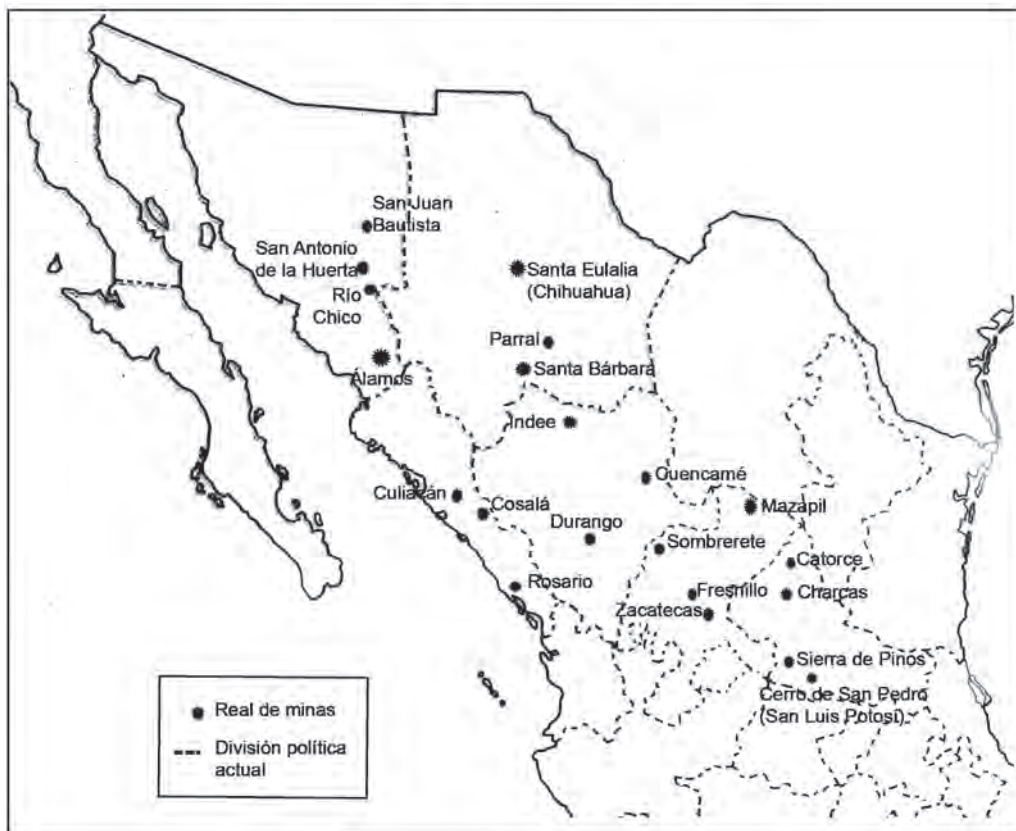 San Juan
Bautista
San Antonio
de la Huerta
Río
Chico
Álamos
Santa Eulalia
(Chihuahua)
Parral
Santa Bárbara
Indee
Cuencamé
Culiazán
Cosalá
Durango
Mazapil
Sombrerete
Catorce
Rosario
Fresnillo
Charcas
Zacatecas
Sierra de Pinos
Cerro de San Pedro
(San Luis Potosí)
Real de minas
División política
actual